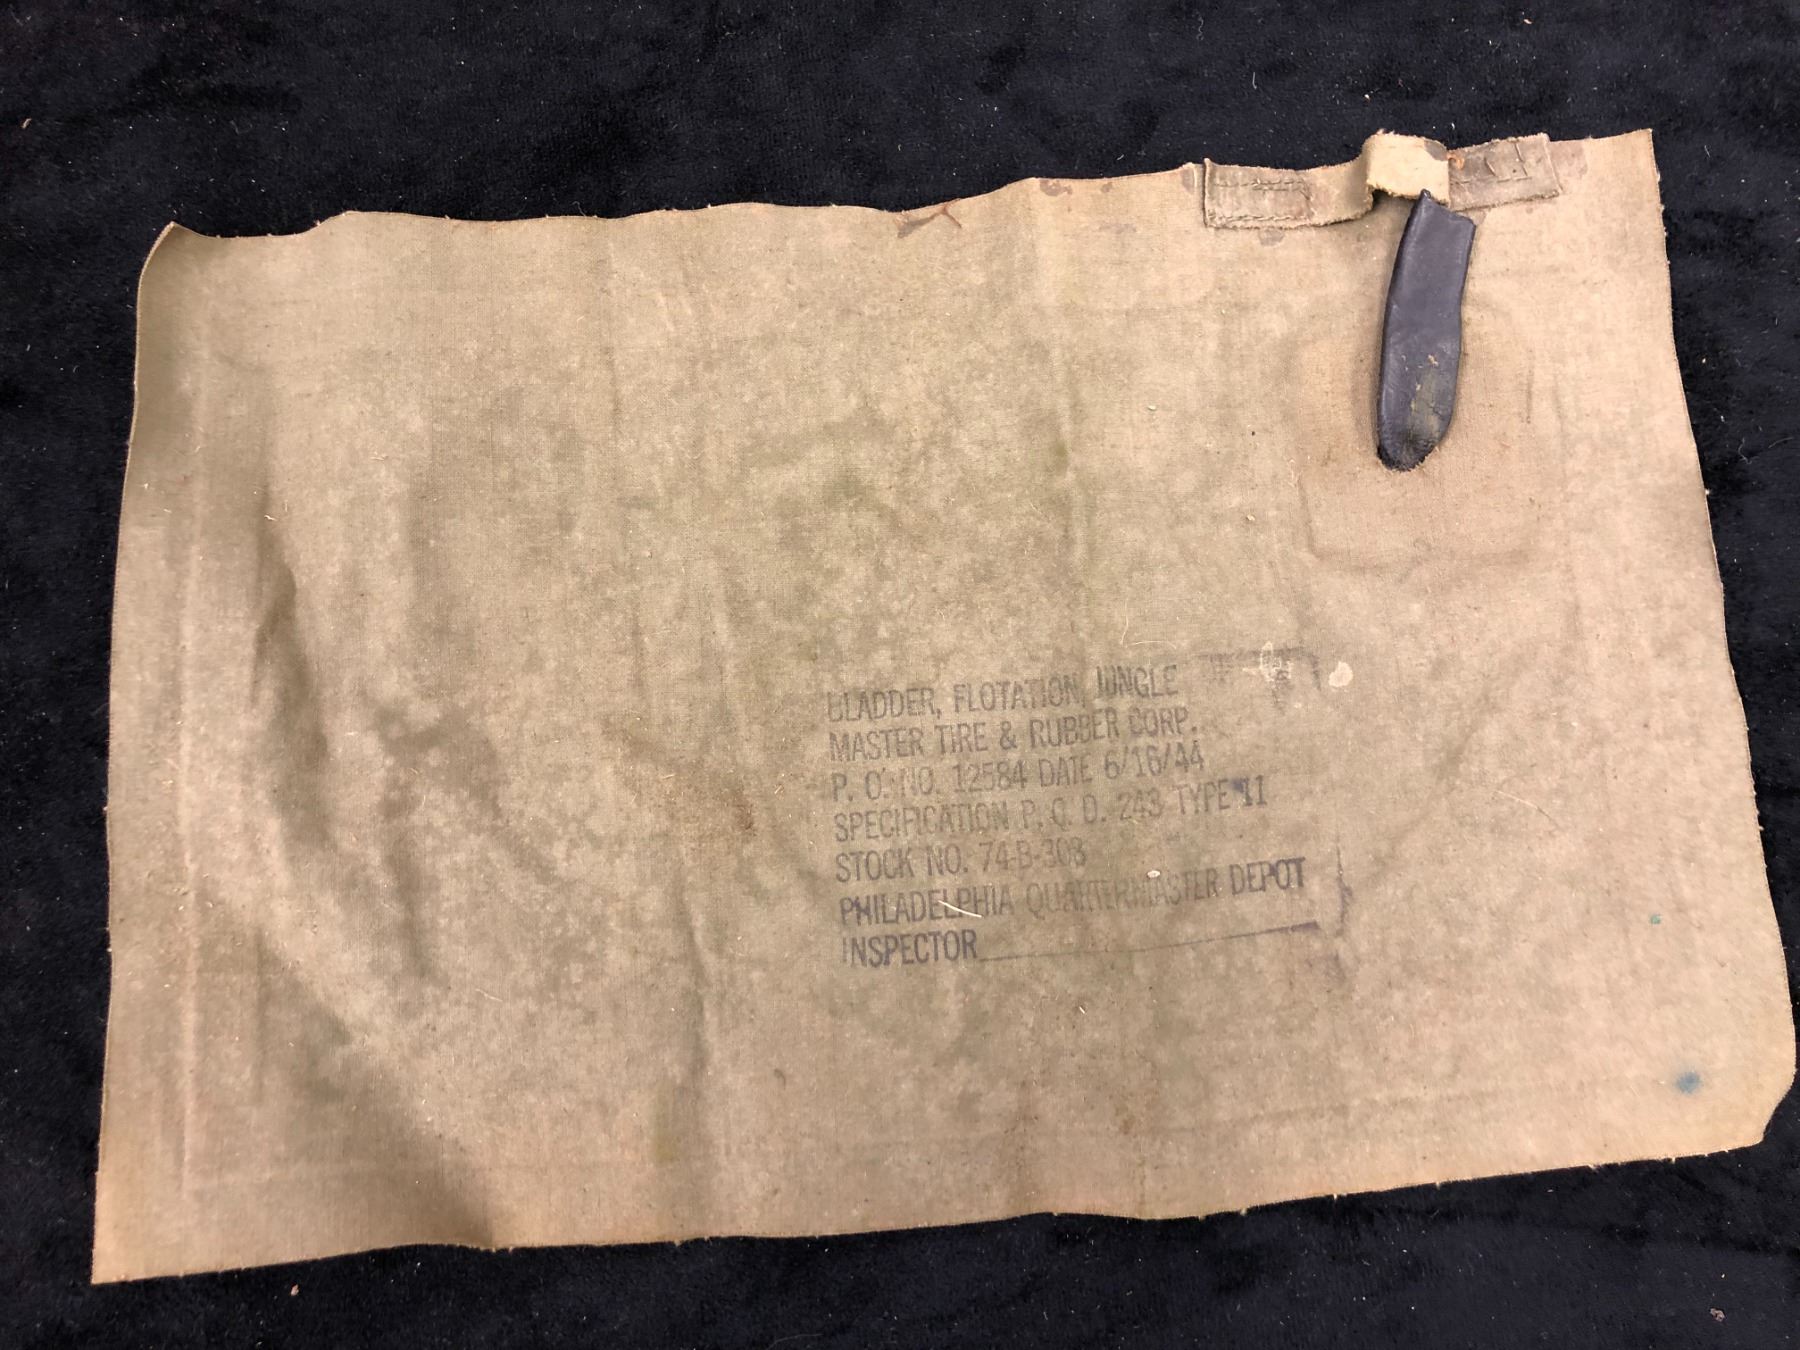 BLADDER, FLOTATION, JUNGLE
MASTER TIRE & RUBBER CORP.
P. O. NO. 12584 DATE 6/16/44
SPECIFICATION P. Q. D. 243 TYPE II
STOCK NO. 74-B-308
PHILADELPHIA QUARTERMASTER DEPOT
INSPECTOR